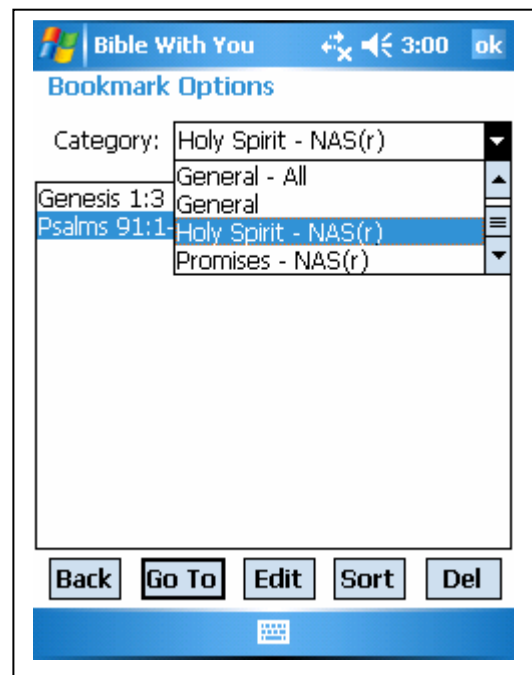 Bible With You 3:00 ok
Bookmark Options
Category: Holy Spirit - NAS(r)
General - All
Genesis 1:3 General
Psalms 91:1- Holy Spirit - NAS(r)
Promises - NAS(r)
Back Go To Edit Sort Del